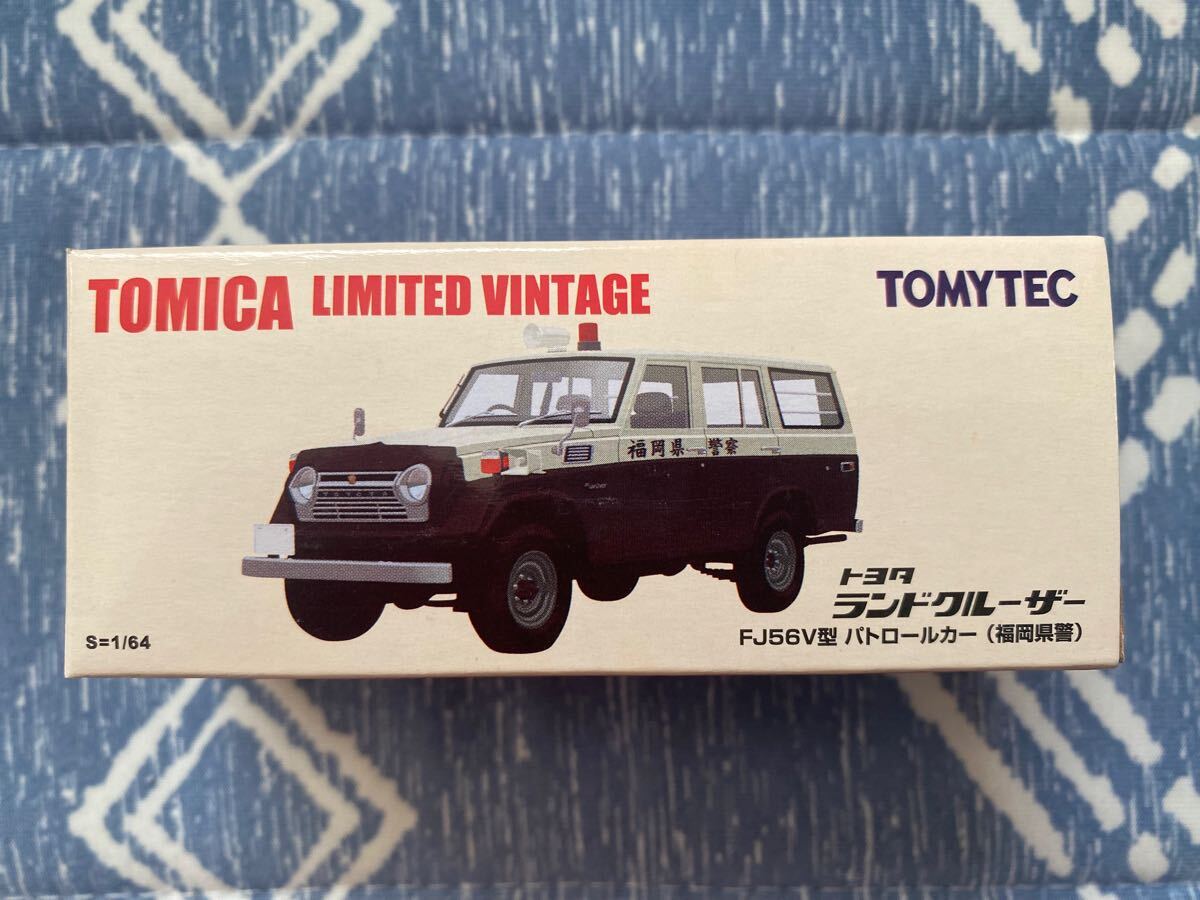 TOMICA LIMITED VINTAGE
TOMYTEC
福岡県 警察
TOYOTA
トヨタ
ランドクルーザー
FJ56V型 パトロールカー（福岡県警）
S=1/64